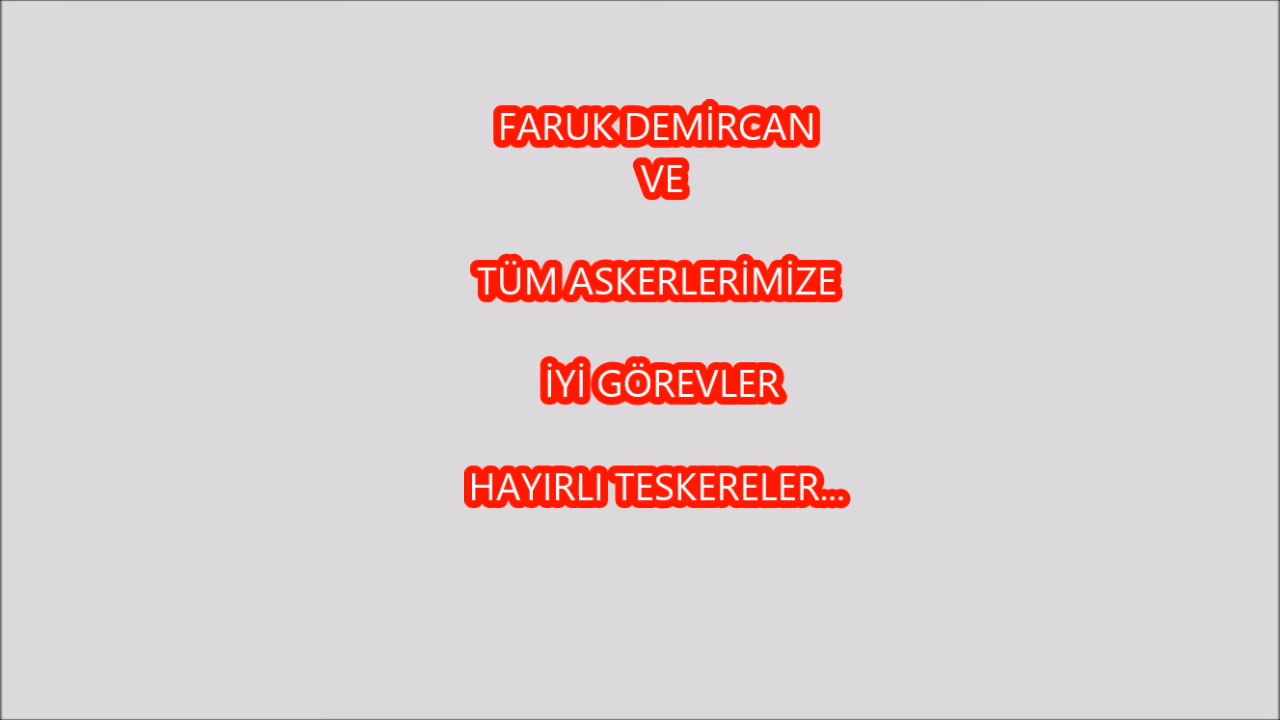 FARUK DEMİRCAN
VE
TÜM ASKERLERİMİZE
İYİ GÖREVLER
HAYIRLI TESKERELER...